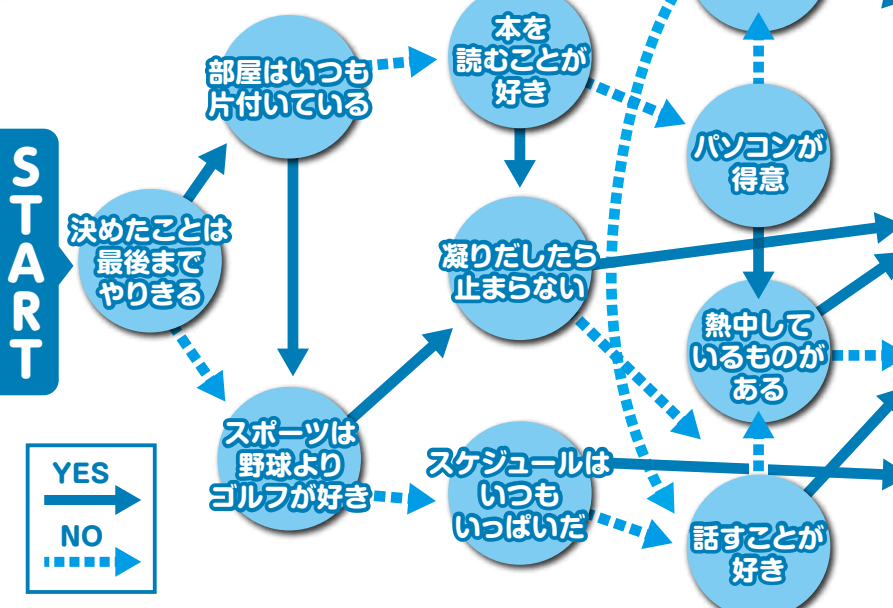 START
決めたことは
最後まで
やりきる
部屋はいつも
片付いている
本を
読むことが
好き
パソコンが
得意
凝りだしたら
止まらない
熱中して
いるものが
ある
スポーツは
野球より
ゴルフが好き
スケジュールは
いつも
いっぱいだ
話すことが
好き
YES
NO